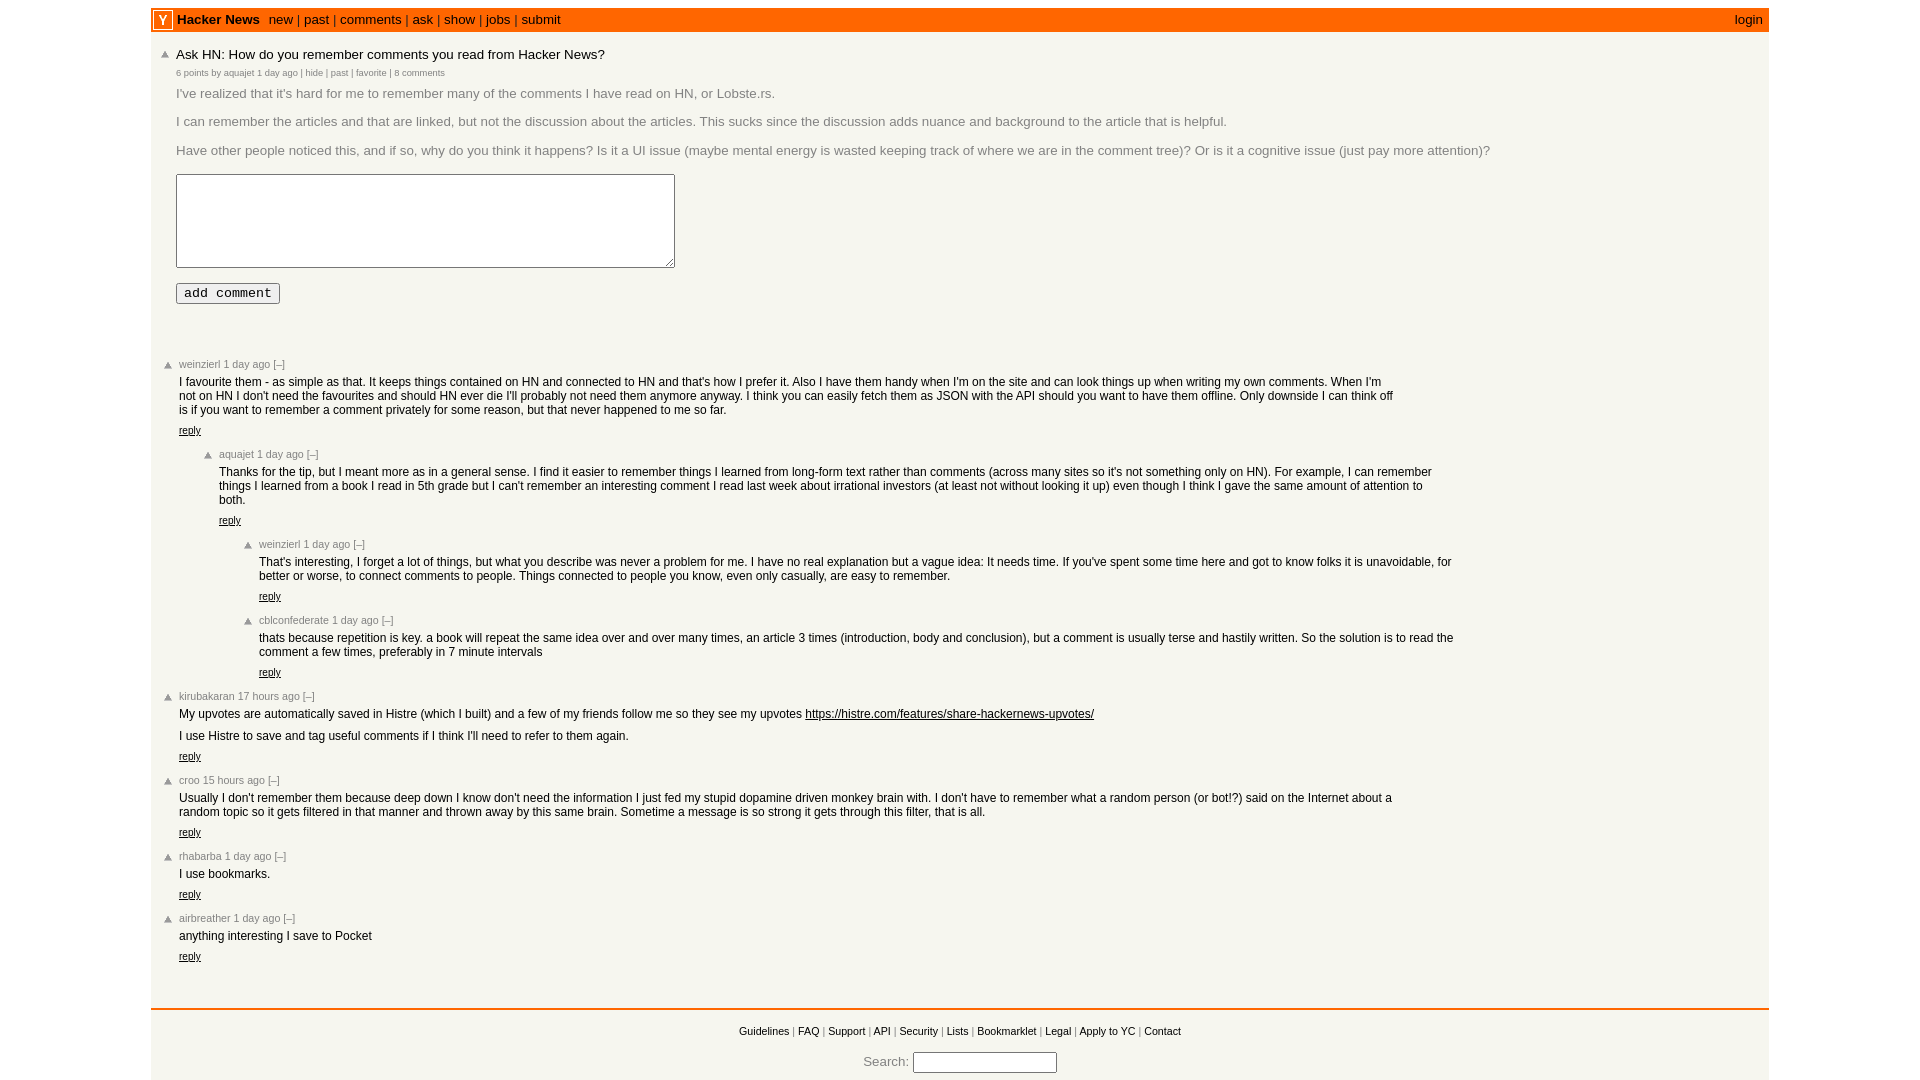 Y Hacker News new | past | comments | ask | show | jobs | submit login
Ask HN: How do you remember comments you read from Hacker News?
6 points by aquajet 1 day ago | hide | past | favorite | 8 comments
I've realized that it's hard for me to remember many of the comments I have read on HN, or Lobste.rs.
I can remember the articles and that are linked, but not the discussion about the articles. This sucks since the discussion adds nuance and background to the article that is helpful.
Have other people noticed this, and if so, why do you think it happens? Is it a UI issue (maybe mental energy is wasted keeping track of where we are in the comment tree)? Or is it a cognitive issue (just pay more attention)?
add comment
weinzierl 1 day ago [–]
I favourite them - as simple as that. It keeps things contained on HN and connected to HN and that's how I prefer it. Also I have them handy when I'm on the site and can look things up when writing my own comments. When I'm
not on HN I don't need the favourites and should HN ever die I'll probably not need them anymore anyway. I think you can easily fetch them as JSON with the API should you want to have them offline. Only downside I can think off
is if you want to remember a comment privately for some reason, but that never happened to me so far.
reply
aquajet 1 day ago [–]
Thanks for the tip, but I meant more as in a general sense. I find it easier to remember things I learned from long-form text rather than comments (across many sites so it's not something only on HN). For example, I can remember
things I learned from a book I read in 5th grade but I can't remember an interesting comment I read last week about irrational investors (at least not without looking it up) even though I think I gave the same amount of attention to
both.
reply
weinzierl 1 day ago [–]
That's interesting, I forget a lot of things, but what you describe was never a problem for me. I have no real explanation but a vague idea: It needs time. If you've spent some time here and got to know folks it is unavoidable, for
better or worse, to connect comments to people. Things connected to people you know, even only casually, are easy to remember.
reply
cblconfederate 1 day ago [–]
thats because repetition is key. a book will repeat the same idea over and over many times, an article 3 times (introduction, body and conclusion), but a comment is usually terse and hastily written. So the solution is to read the
comment a few times, preferably in 7 minute intervals
reply
kirubakaran 17 hours ago [–]
My upvotes are automatically saved in Histre (which I built) and a few of my friends follow me so they see my upvotes https://histre.com/features/share-hackernews-upvotes/
I use Histre to save and tag useful comments if I think I'll need to refer to them again.
reply
croo 15 hours ago [–]
Usually I don't remember them because deep down I know don't need the information I just fed my stupid dopamine driven monkey brain with. I don't have to remember what a random person (or bot!?) said on the Internet about a
random topic so it gets filtered in that manner and thrown away by this same brain. Sometime a message is so strong it gets through this filter, that is all.
reply
rhabarba 1 day ago [–]
I use bookmarks.
reply
airbreather 1 day ago [–]
anything interesting I save to Pocket
reply
Guidelines | FAQ | Support | API | Security | Lists | Bookmarklet | Legal | Apply to YC | Contact
Search: